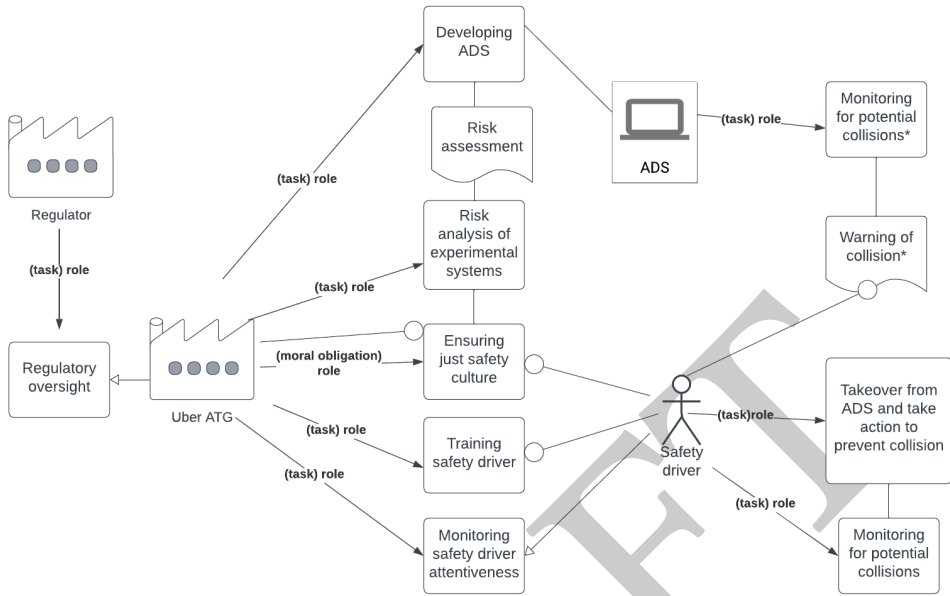 Developing
ADS
Risk
assessment
(task) role
ADS
Monitoring
for potential
collisions*
Regulator
(task) role
(task) role
Risk
analysis of
experimental
systems
(task) role
Warning of
collision*
Regulatory
oversight
Uber ATG
(moral obligation)
role
Ensuring
just safety
culture
Takeover from
ADS and take
action to
prevent collision
(task)role
Safety
driver
(task) role
Training
safety driver
(task) role
Monitoring
safety driver
attentiveness
(task) role
Monitoring
for potential
collisions
FT